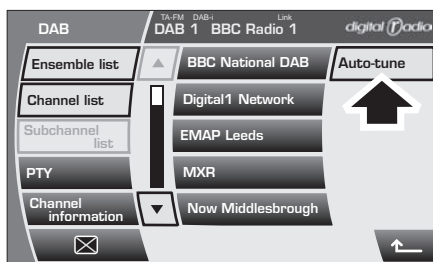 DAB
TA-FM DAB-i Link
DAB 1 BBC Radio 1
digital radio
Ensemble list
Channel list
Subchannel
list
PTY
Channel
information
BBC National DAB
Digital1 Network
EMAP Leeds
MXR
Now Middlesbrough
Auto-tune